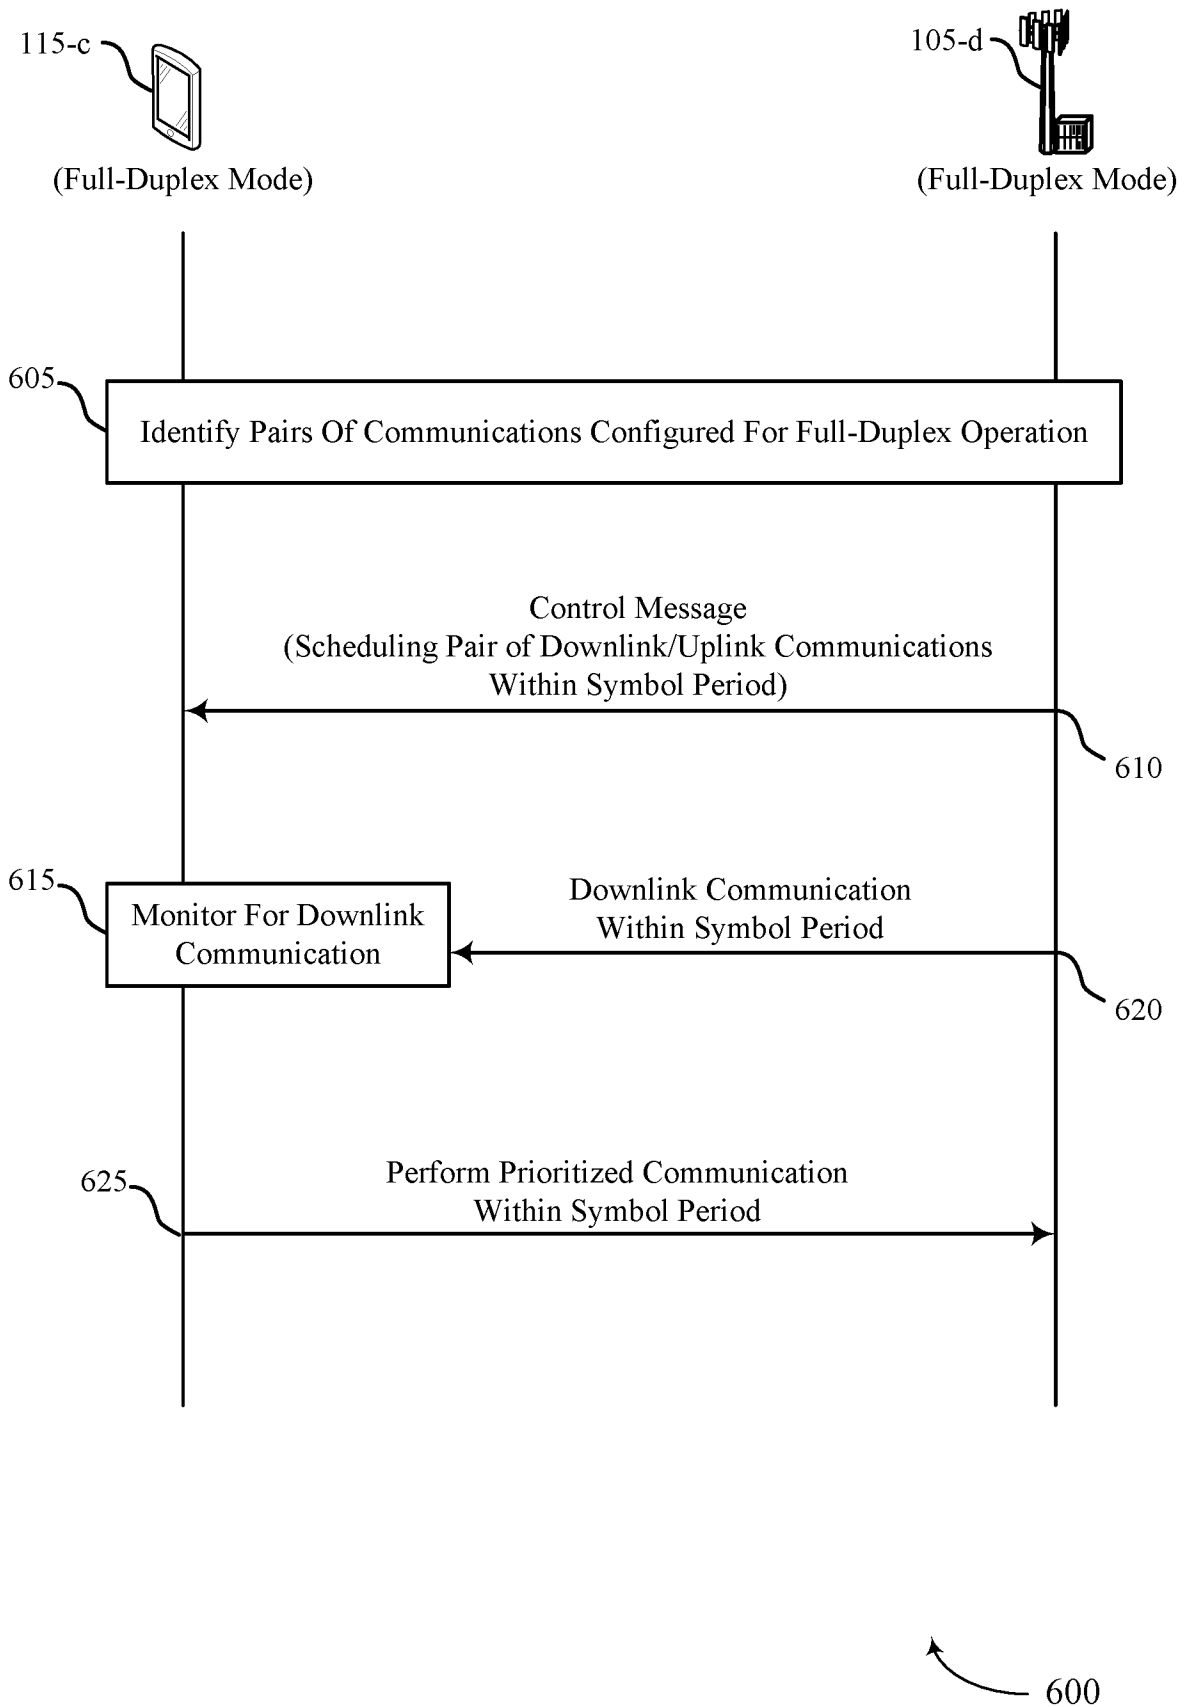 115-c
105-d
(Full-Duplex Mode)
(Full-Duplex Mode)
605
Identify Pairs Of Communications Configured For Full-Duplex Operation
Control Message
(Scheduling Pair of Downlink/Uplink Communications
Within Symbol Period)
610
615
Monitor For Downlink
Communication
Downlink Communication
Within Symbol Period
620
625
Perform Prioritized Communication
Within Symbol Period
600